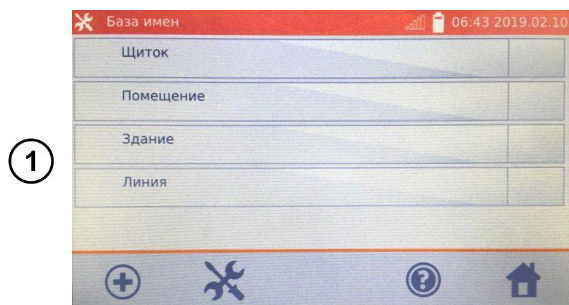 База имен 06:43 2019.02.10
Щиток
Помещение
Здание
1 Линия